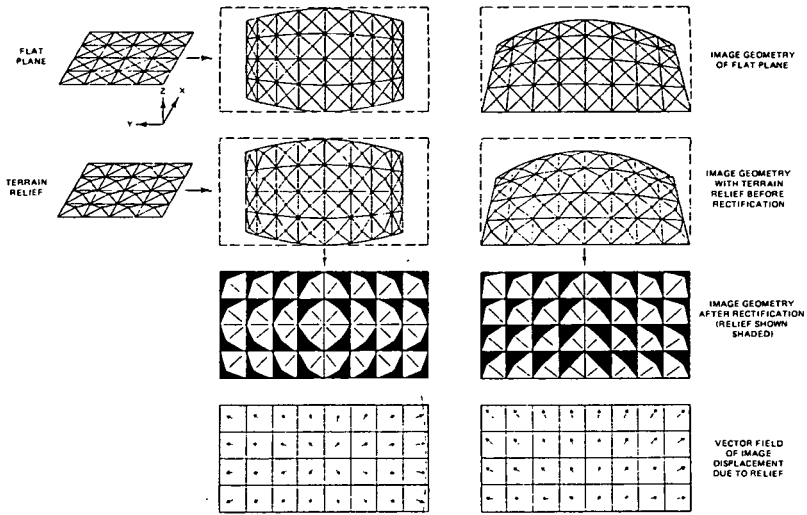 FLAT
PLANE
Z
X
Y
IMAGE GEOMETRY
OF FLAT PLANE
TERRAIN
RELIEF
IMAGE GEOMETRY
WITH TERRAIN
RELIEF BEFORE
RECTIFICATION
IMAGE GEOMETRY
AFTER RECTIFICATION
(RELIEF SHOWN
SHADED)
VECTOR FIELD
OF IMAGE
DISPLACEMENT
DUE TO RELIEF